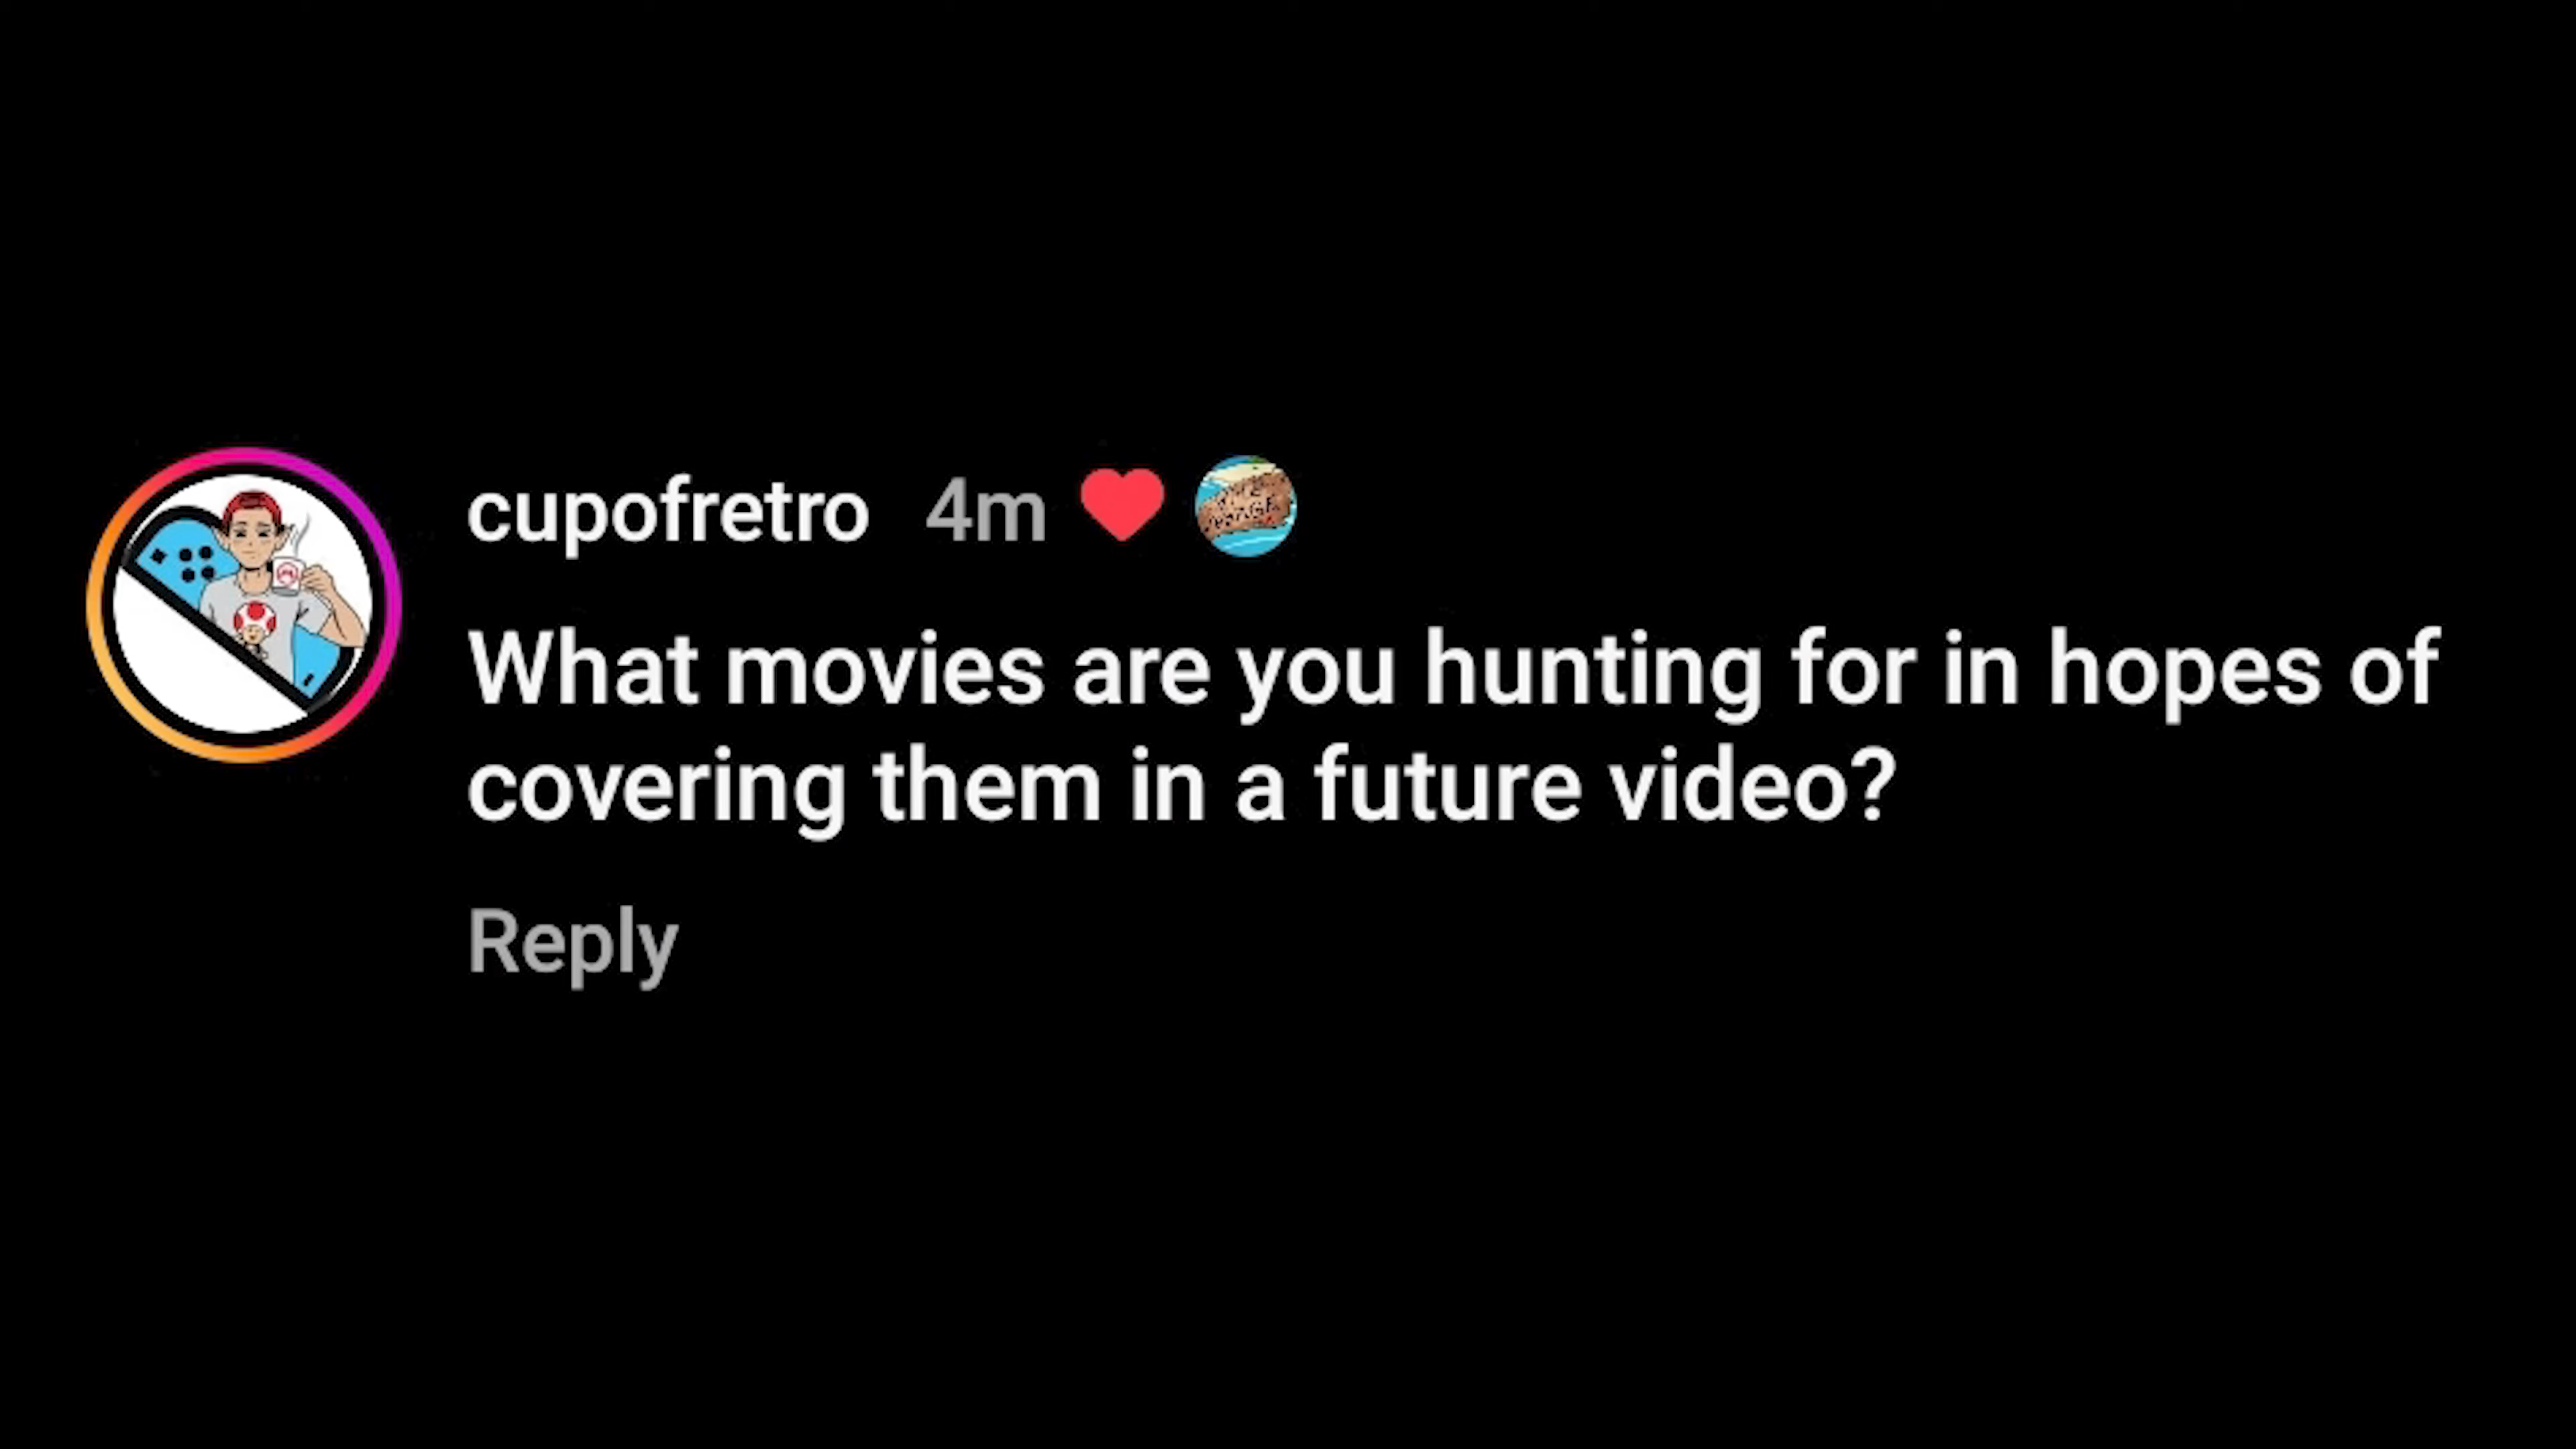 cupofretro 4m
What movies are you hunting for in hopes of
covering them in a future video?
Reply